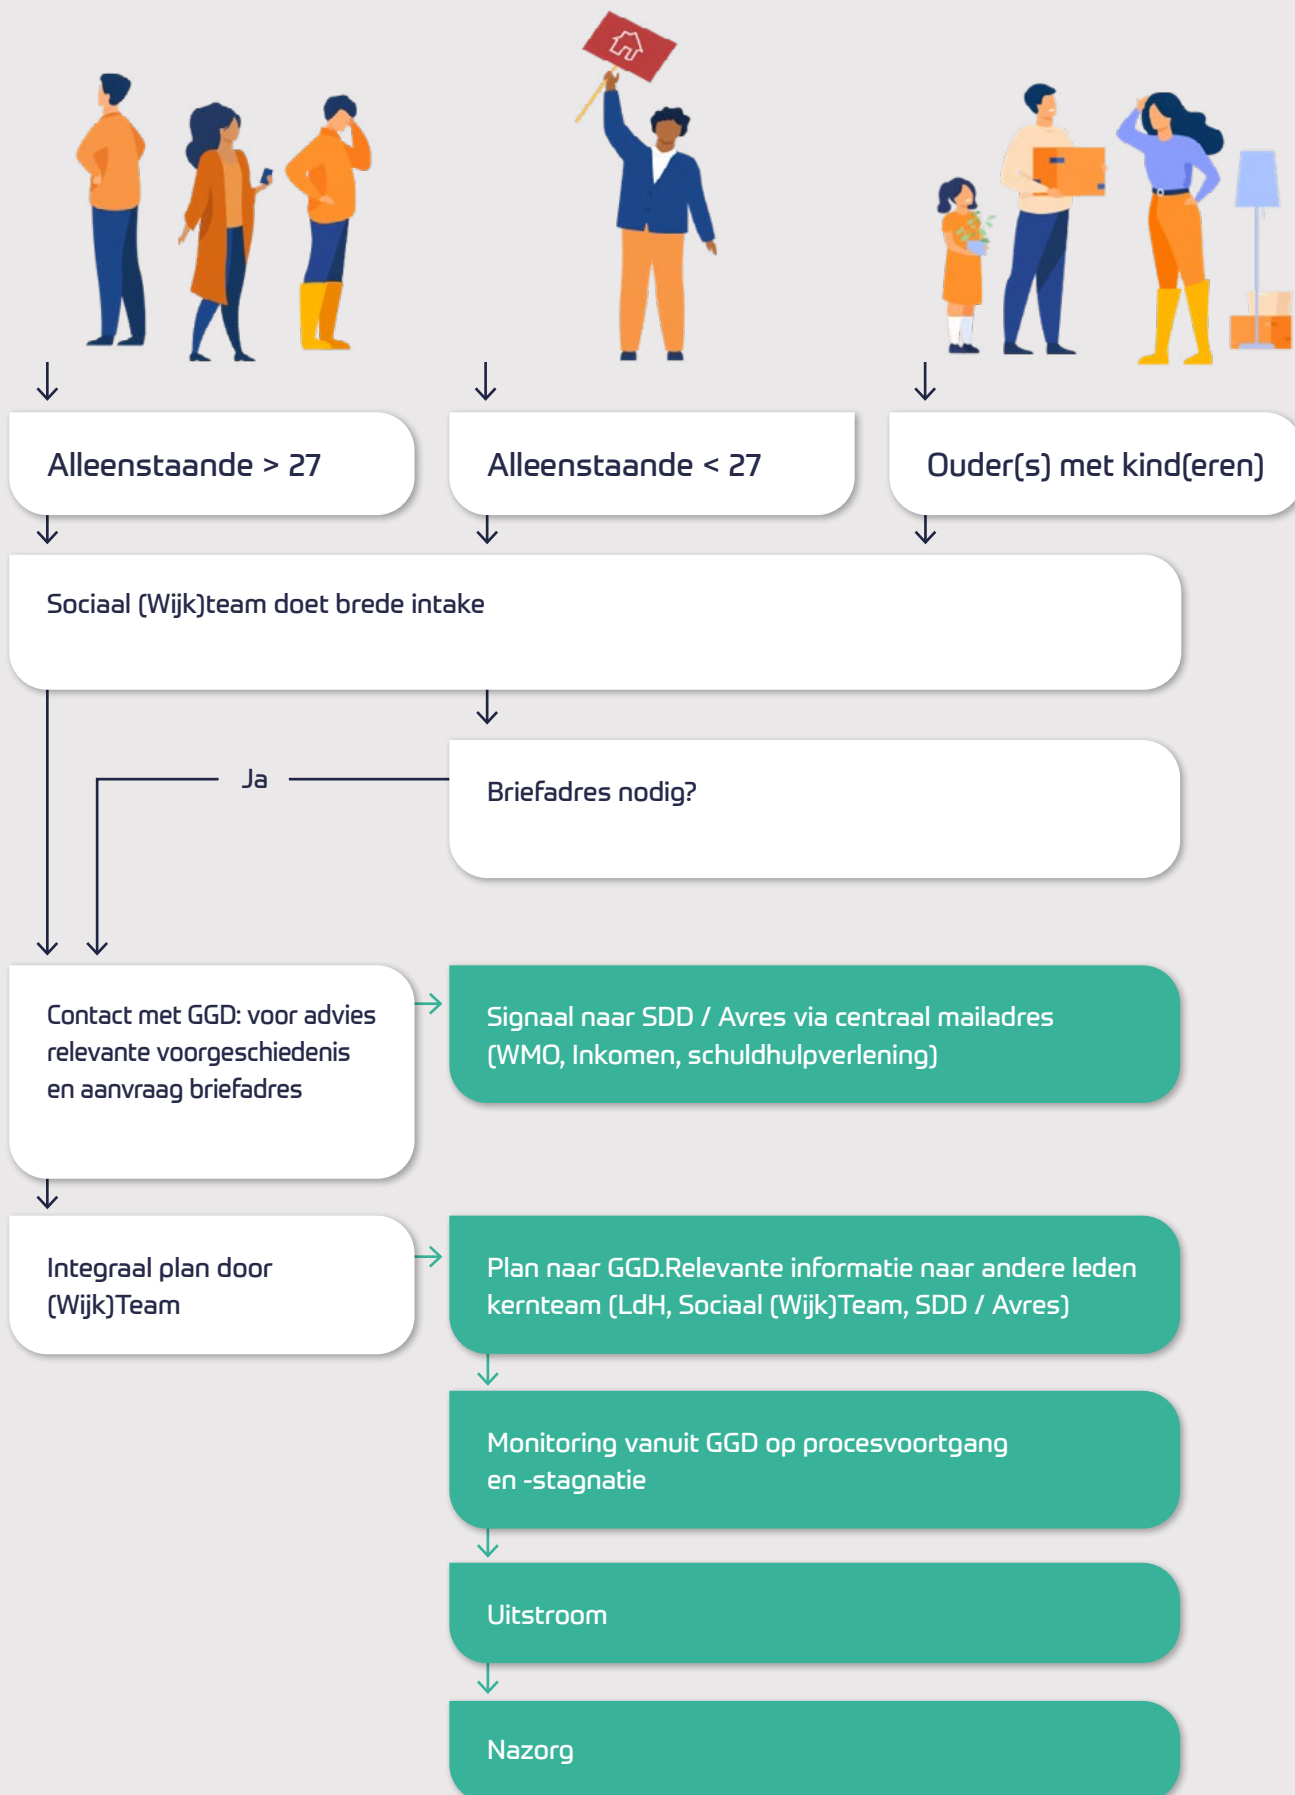 Alleenstaande > 27
Alleenstaande < 27
Ouder(s) met kind(eren)
Sociaal (Wijk)team doet brede intake
Ja
Briefadres nodig?
Contact met GGD: voor advies
relevante voorgeschiedenis
en aanvraag briefadres
Signaal naar SDD / Avres via centraal mailadres
(WMO, Inkomen, schuldhulpverlening)
Integraal plan door
(Wijk)Team
Plan naar GGD.Relevante informatie naar andere leden
kernteam (LdH, Sociaal (Wijk)Team, SDD / Avres)
Monitoring vanuit GGD op procesvoortgang
en -stagnatie
Uitstroom
Nazorg